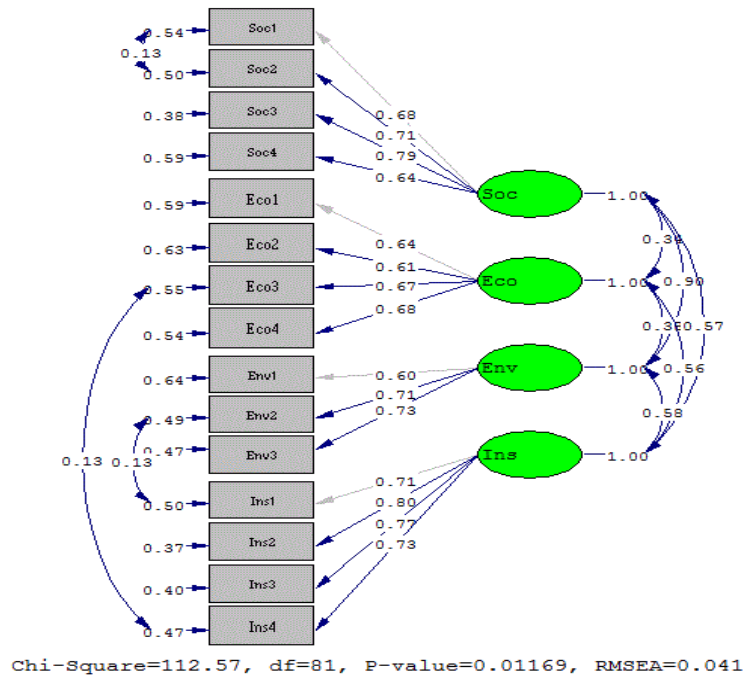 0.54 Soc1
0.13
0.50 Soc2
0.38 Soc3
0.59 Soc4
0.59 Eco1
0.63 Eco2
0.55 Eco3
0.54 Eco4
0.64 Env1
0.49 Env2
0.47 Env3
0.13 0.13
0.50 Ins1
0.37 Ins2
0.40 Ins3
0.47 Ins4
0.68
0.71
0.79
0.64
0.64
0.61
0.67
0.68
0.60
0.71
0.73
0.71
0.80
0.77
0.73
Soc 1.00
Eco 1.00
Env 1.00
Ins 1.00
0.90
0.57
0.56
0.58
Chi-Square=112.57, df=81, P-value=0.01169, RMSEA=0.041